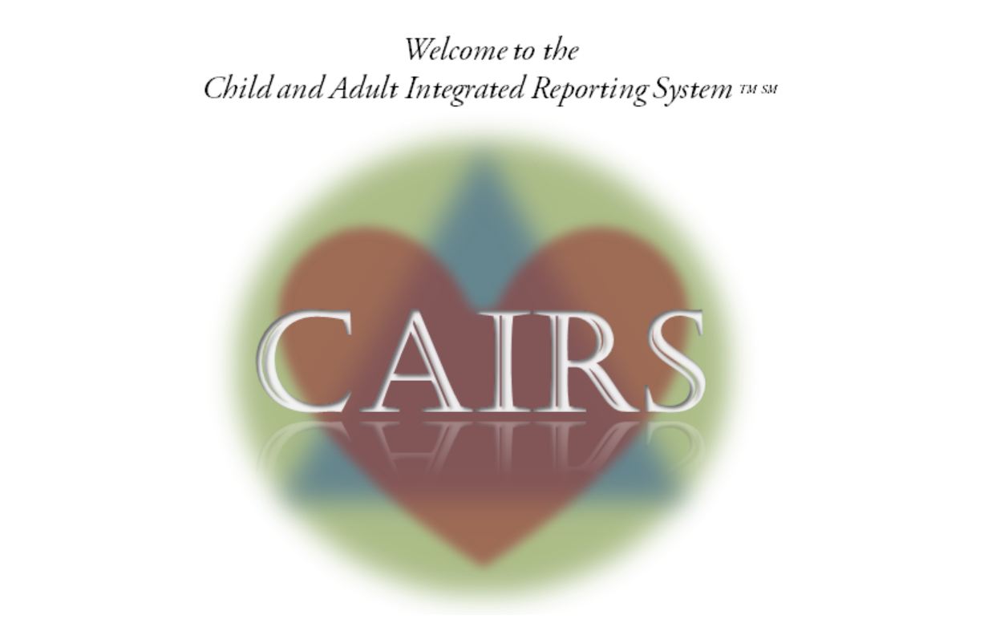 Welcome to the
Child and Adult Integrated Reporting System ™ ℠
CAIRS